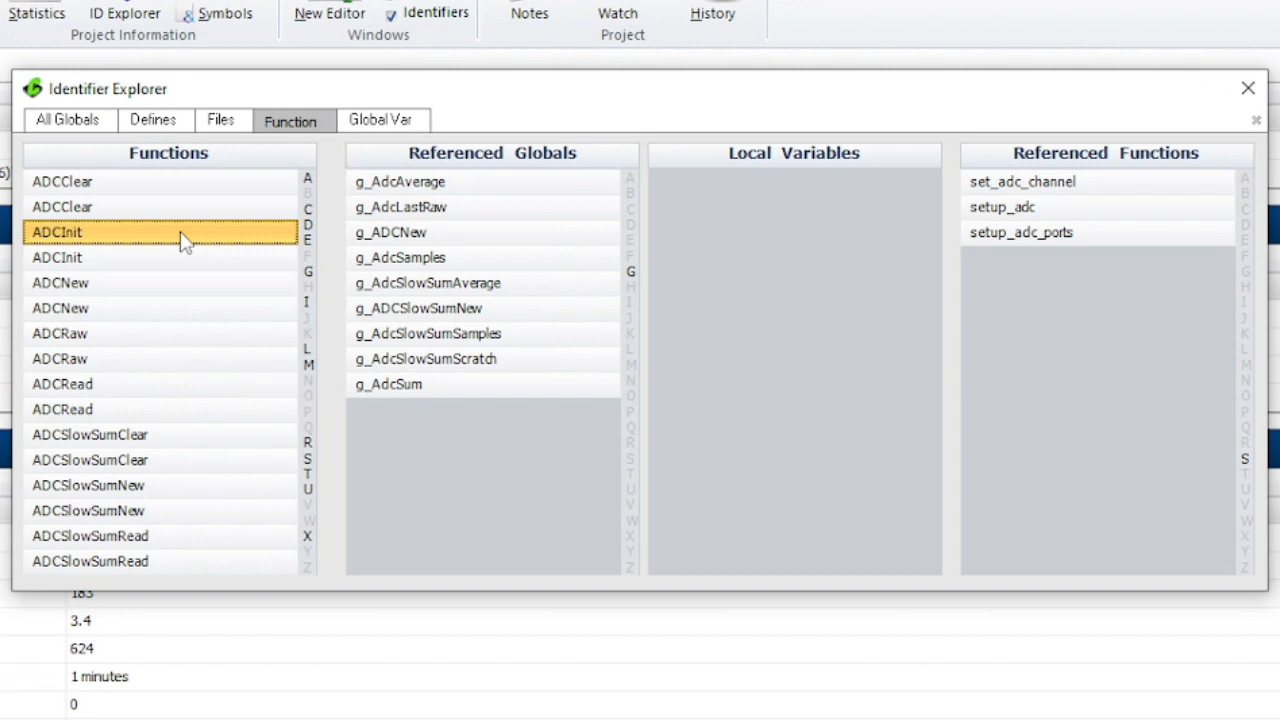 Statistics ID Explorer Symbols New Editor Identifiers Notes Watch History
Project Information Windows Project
Identifier Explorer
All Globals Defines Files Function Global Var
Functions
ADCClear
ADCClear
ADCInit
ADCInit
ADCNew
ADCNew
ADCRaw
ADCRaw
ADCRead
ADCRead
ADCSlowSumClear
ADCSlowSumClear
ADCSlowSumNew
ADCSlowSumNew
ADCSlowSumRead
ADCSlowSumRead
A
B
C
D
E
F
G
H
I
J
K
L
M
N
O
P
Q
R
S
T
U
V
W
X
Y
Z
Referenced Globals
g_AdcAverage
g_AdcLastRaw
g_ADCNew
g_AdcSamples
g_AdcSlowSumAverage
g_ADCSlowSumNew
g_AdcSlowSumSamples
g_AdcSlowSumScratch
g_AdcSum
A
B
C
D
E
F
G
H
I
J
K
L
M
N
O
P
Q
R
S
T
U
V
W
X
Y
Z
Local Variables
Referenced Functions
set_adc_channel
setup_adc
setup_adc_ports
A
B
C
D
E
F
G
H
I
J
K
L
M
N
O
P
Q
R
S
T
U
V
W
X
Y
Z
6)
183
3.4
624
1 minutes
0